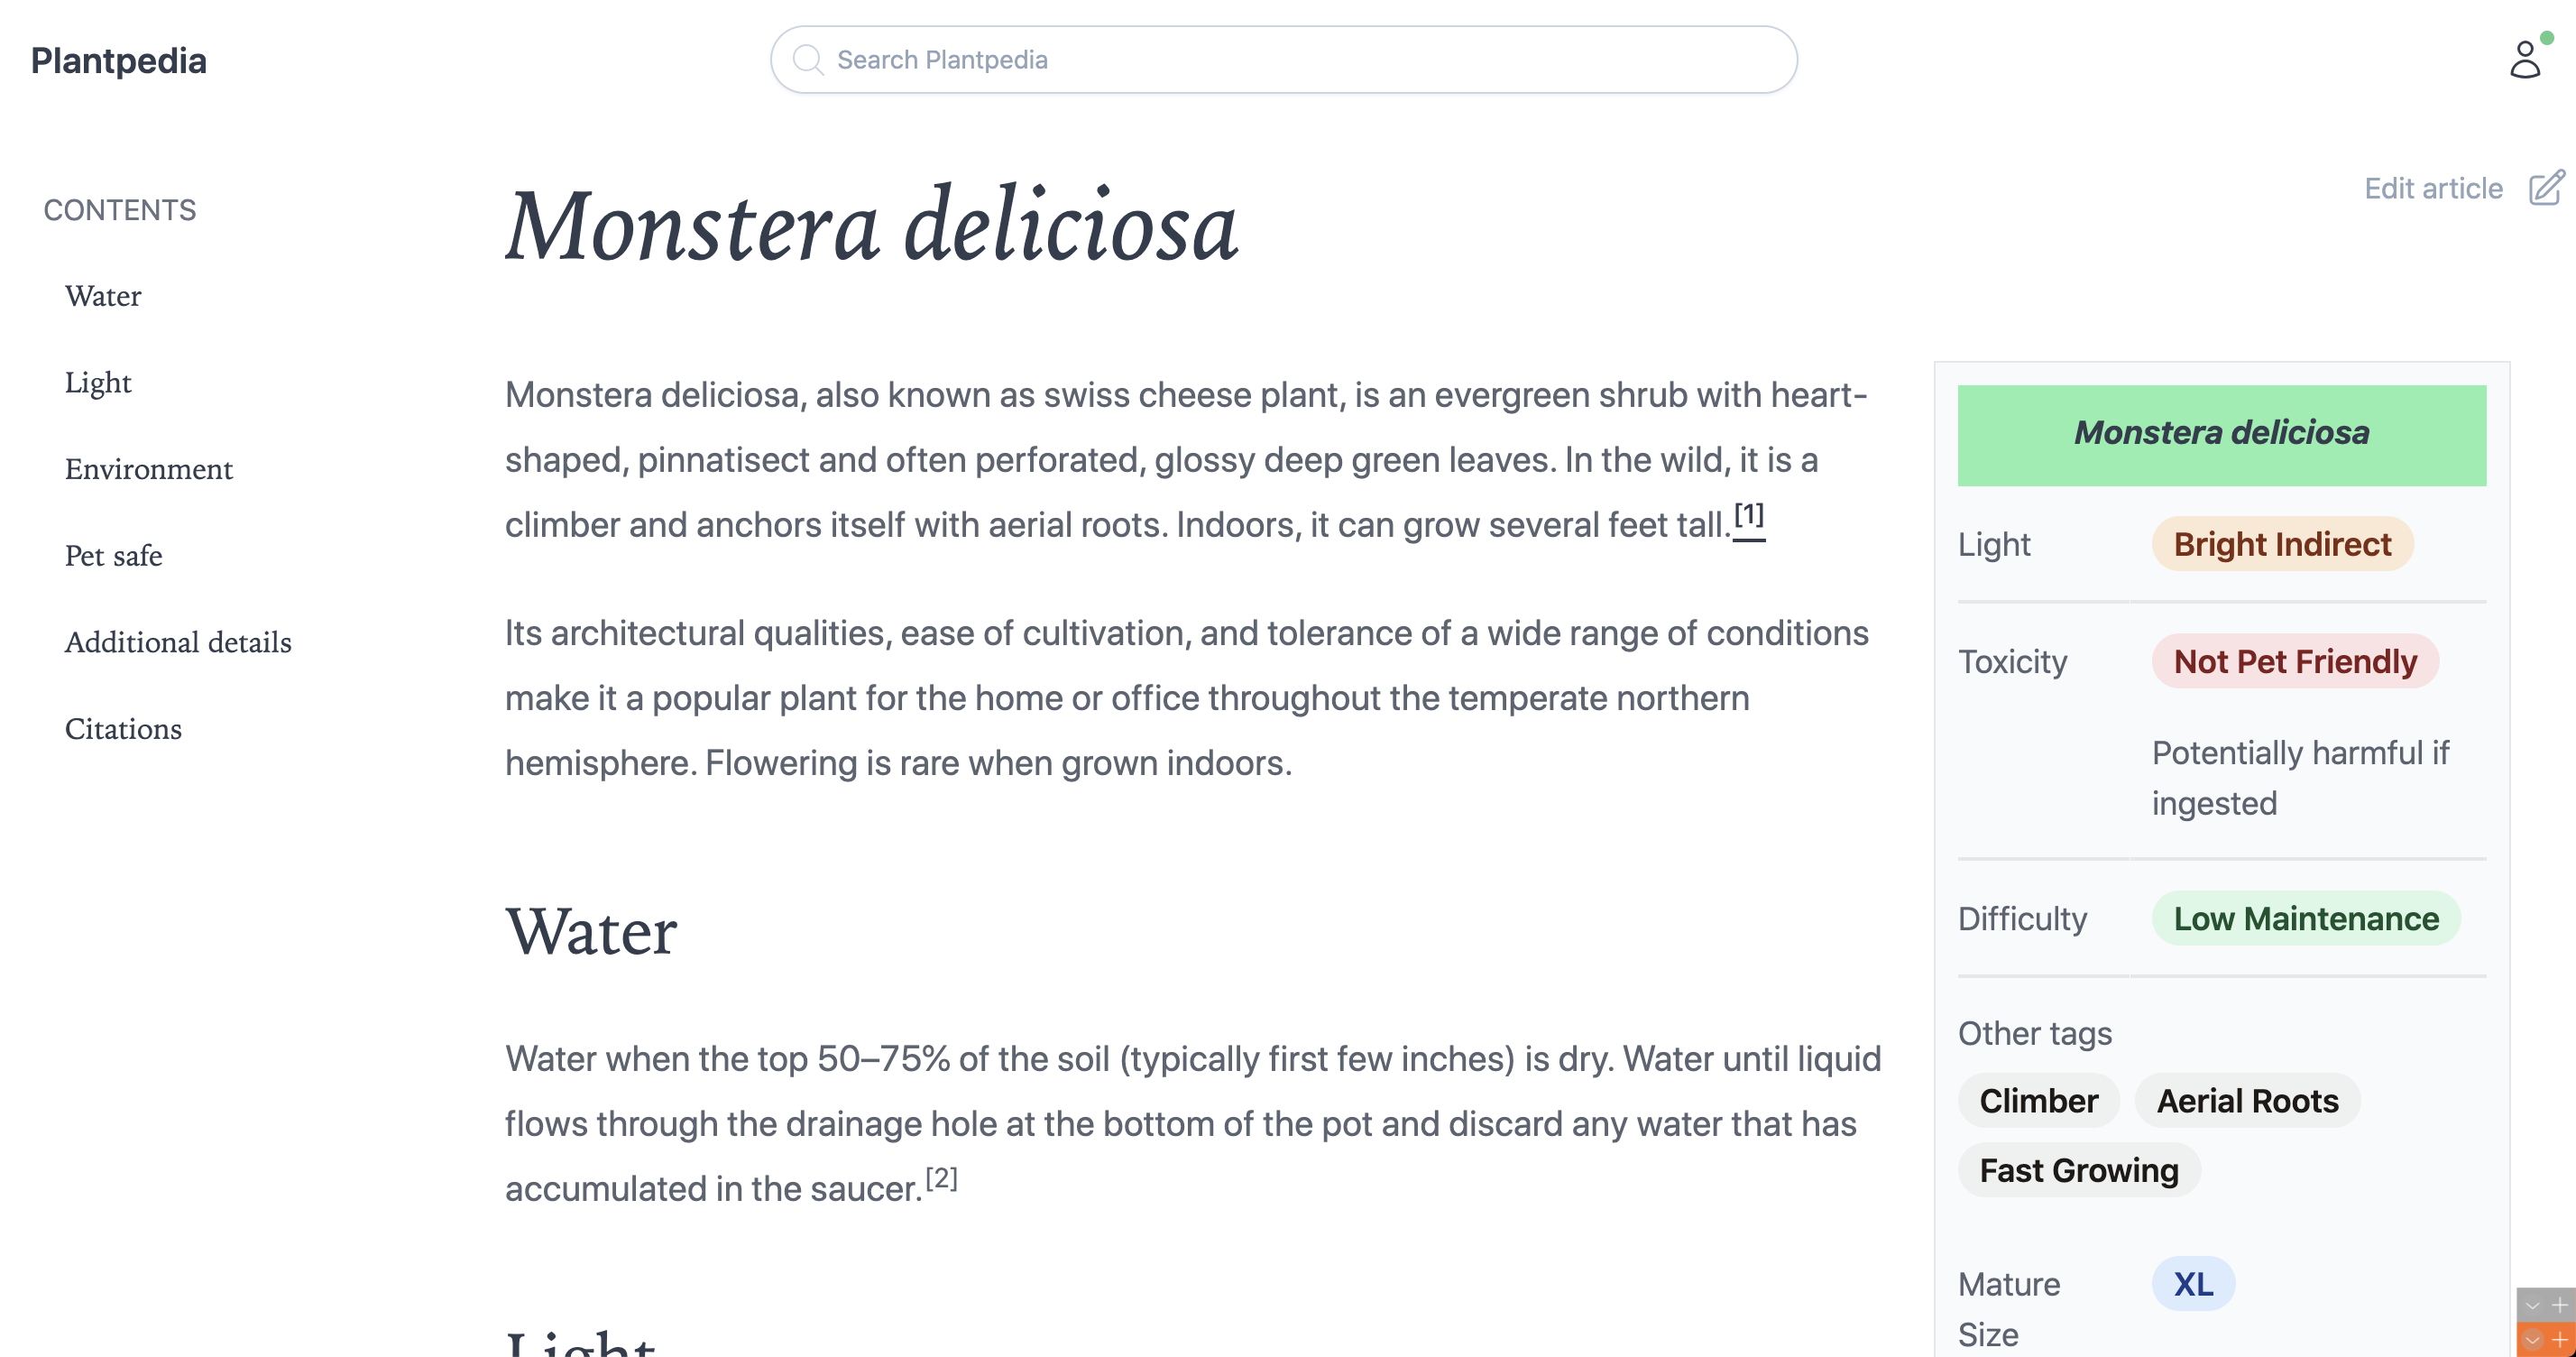 Plantpedia
Search Plantpedia
CONTENTS
Water
Light
Environment
Pet safe
Additional details
Citations
Monstera deliciosa
Edit article
Monstera deliciosa, also known as swiss cheese plant, is an evergreen shrub with heart-
shaped, pinnatisect and often perforated, glossy deep green leaves. In the wild, it is a
climber and anchors itself with aerial roots. Indoors, it can grow several feet tall.[1]
Its architectural qualities, ease of cultivation, and tolerance of a wide range of conditions
make it a popular plant for the home or office throughout the temperate northern
hemisphere. Flowering is rare when grown indoors.
Water
Water when the top 50–75% of the soil (typically first few inches) is dry. Water until liquid
flows through the drainage hole at the bottom of the pot and discard any water that has
accumulated in the saucer.[2]
Light
Monstera deliciosa
Light Bright Indirect
Toxicity Not Pet Friendly
Potentially harmful if
ingested
Difficulty Low Maintenance
Other tags
Climber Aerial Roots
Fast Growing
Mature XL
Size